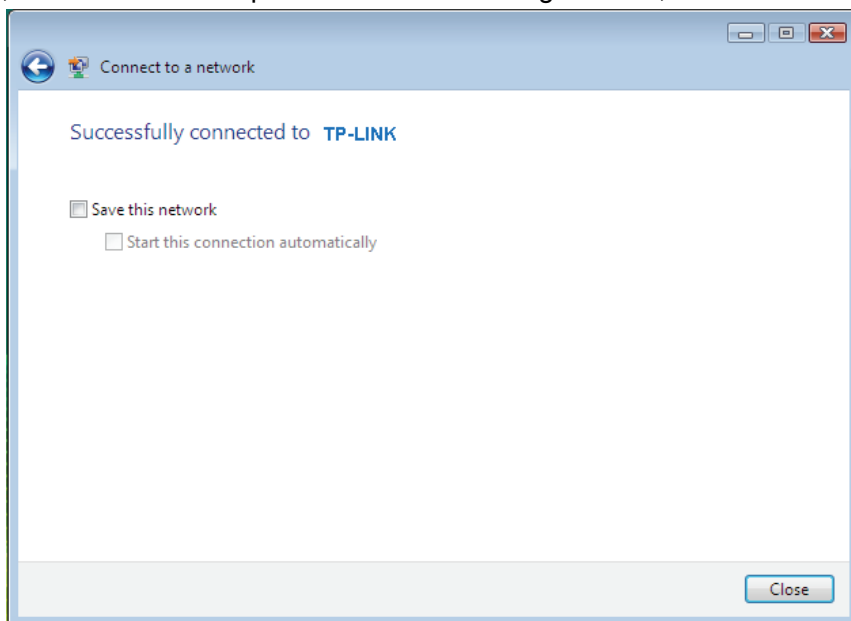 Connect to a network
Successfully connected to TP-LINK
Save this network
Start this connection automatically
Close